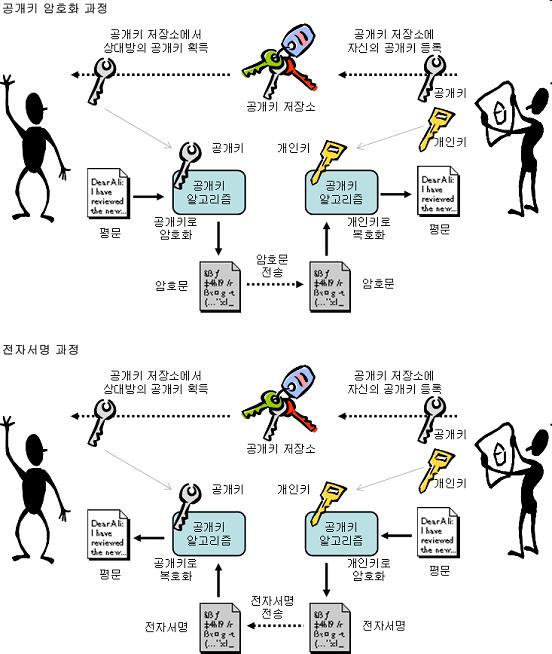 공개키 암호화 과정
공개키 저장소에서
상대방의 공개키 획득
공개키 저장소에
자신의 공개키 등록
공개키 저장소
공개키
개인키
공개키
개인키
Dear Ali:
I have
reviewed
the new...
평문
공개키
알고리즘
공개키
알고리즘
Dear Ali:
I have
reviewed
the new...
평문
공개키로
암호화
개인키로
복호화
암호문
암호문
전송
암호문
전자서명 과정
공개키 저장소에서
상대방의 공개키 획득
공개키 저장소에
자신의 공개키 등록
공개키 저장소
공개키
개인키
공개키
개인키
Dear Ali:
I have
reviewed
the new...
평문
공개키
알고리즘
공개키
알고리즘
Dear Ali:
I have
reviewed
the new...
평문
공개키로
복호화
개인키로
암호화
전자서명
전자서명
전송
전자서명